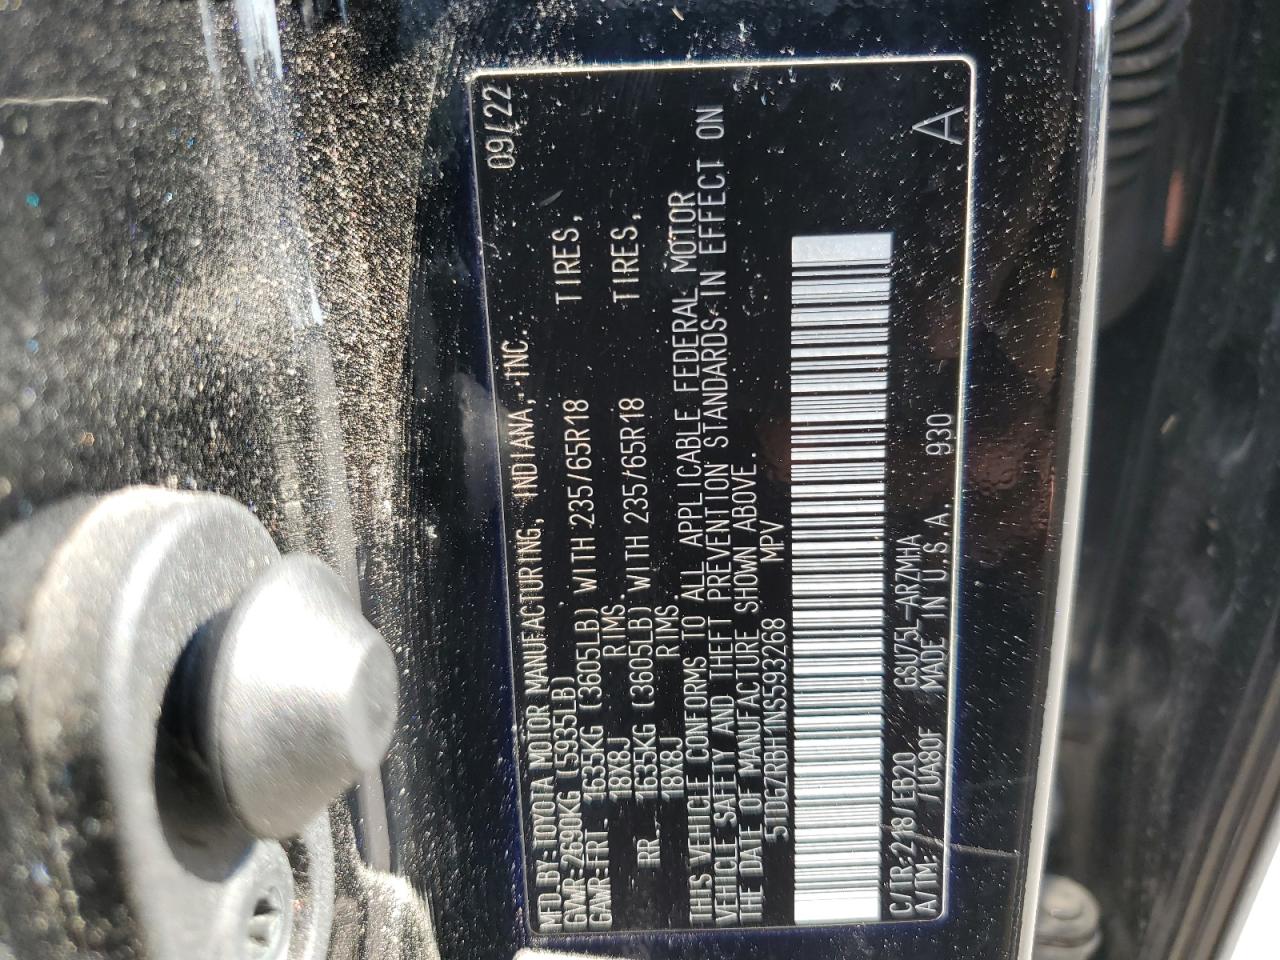 MFD.BY:TOYOTA MOTOR MANUFACTURING, INDIANA, INC. 09/22
GVWR:2690KG (5935LB)
GAWR:FRT. 1635KG (3605LB) WITH 235/65R18 TIRES,
18X8J RIMS,
RR. 1635KG (3605LB) WITH 235/65R18 TIRES,
18X8J RIMS
THIS VEHICLE CONFORMS TO ALL APPLICABLE FEDERAL MOTOR
VEHICLE SAFETY AND THEFT PREVENTION STANDARDS IN EFFECT ON
THE DATE OF MANUFACTURE SHOWN ABOVE.
5TDGZRBH1NS593268 MPV
C/TR:218/EB20 GSU75L-ARZMHA
A/TM: /UA80F MADE IN U.S.A. 930 A